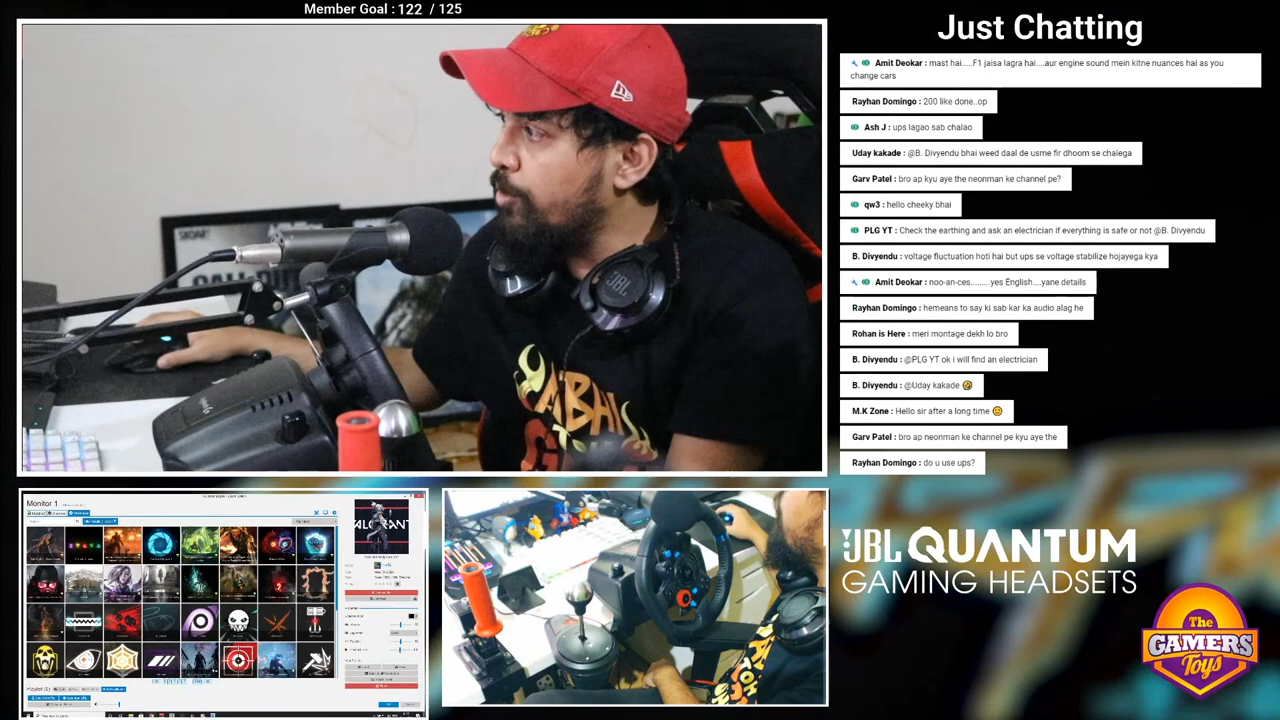 Member Goal : 122 / 125
Just Chatting
Amit Deokar : mast hai.....F1 jaisa lagra hai....aur engine sound mein kitne nuances hai as you
change cars
Rayhan Domingo : 200 like done..op
Ash J : ups lagao sab chalao
Uday kakade : @B. Divyendu bhai weed daal de usme fir dhoom se chalega
Garv Patel : bro ap kyu aye the neonman ke channel pe?
qw3 : hello cheeky bhai
PLG YT : Check the earthing and ask an electrician if everything is safe or not @B. Divyendu
B. Divyendu : voltage fluctuation hoti hai but ups se voltage stabilize hojayega kya
Amit Deokar : noo-an-ces.........yes English....yane details
Rayhan Domingo : hemeans to say ki sab kar ka audio alag he
Rohan is Here : meri montage dekh lo bro
B. Divyendu : @PLG YT ok i will find an electrician
B. Divyendu : @Uday kakade 🤣
M.K Zone : Hello sir after a long time 🙂
Garv Patel : bro ap neonman ke channel pe kyu aye the
Rayhan Domingo : do u use ups?
JBL
ABHI
Monitor 1
ALORANT
JBL QUANTUM
GAMING HEADSETS
The
GAMERS
Toys